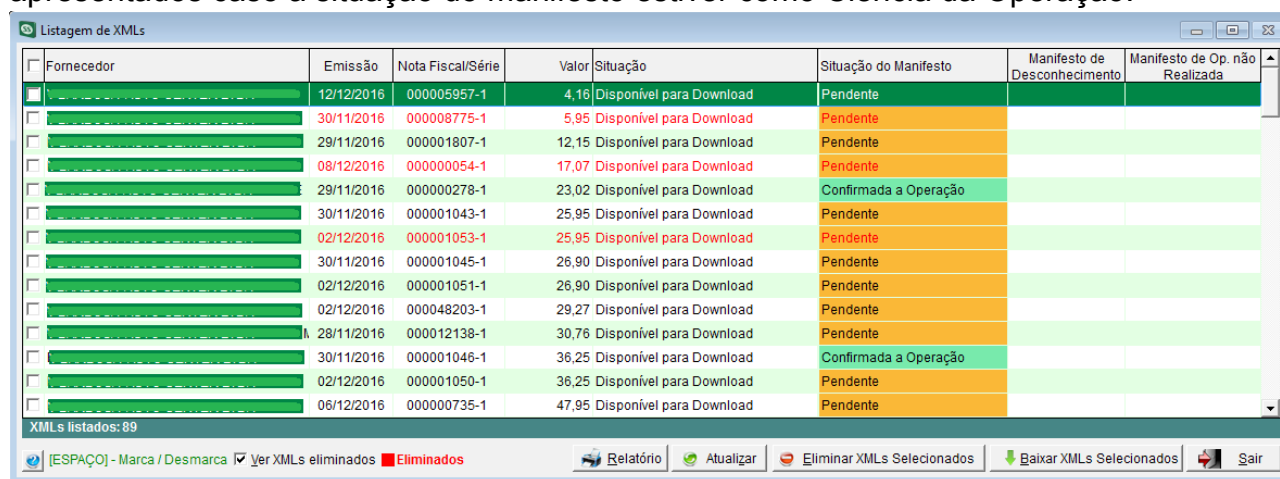 apresentados caso a situação do manifesto estiver como Ciência da Operação.
Listagem de XMLs
Fornecedor Emissão Nota Fiscal/Série Valor Situação Situação do Manifesto Manifesto de Desconhecimento Manifesto de Op. não Realizada
12/12/2016 000005957-1 4,16 Disponível para Download Pendente
30/11/2016 000008775-1 5,95 Disponível para Download Pendente
29/11/2016 000001807-1 12,15 Disponível para Download Pendente
08/12/2016 000000054-1 17,07 Disponível para Download Pendente
29/11/2016 000000278-1 23,02 Disponível para Download Confirmada a Operação
30/11/2016 000001043-1 25,95 Disponível para Download Pendente
02/12/2016 000001053-1 25,95 Disponível para Download Pendente
30/11/2016 000001045-1 26,90 Disponível para Download Pendente
02/12/2016 000001051-1 26,90 Disponível para Download Pendente
02/12/2016 000048203-1 29,27 Disponível para Download Pendente
28/11/2016 000012138-1 30,76 Disponível para Download Pendente
30/11/2016 000001046-1 36,25 Disponível para Download Confirmada a Operação
02/12/2016 000001050-1 36,25 Disponível para Download Pendente
06/12/2016 000000735-1 47,95 Disponível para Download Pendente
XMLs listados: 89
[ESPAÇO] - Marca / Desmarca Ver XMLs eliminados Eliminados Relatório Atualizar Eliminar XMLs Selecionados Baixar XMLs Selecionados Sair